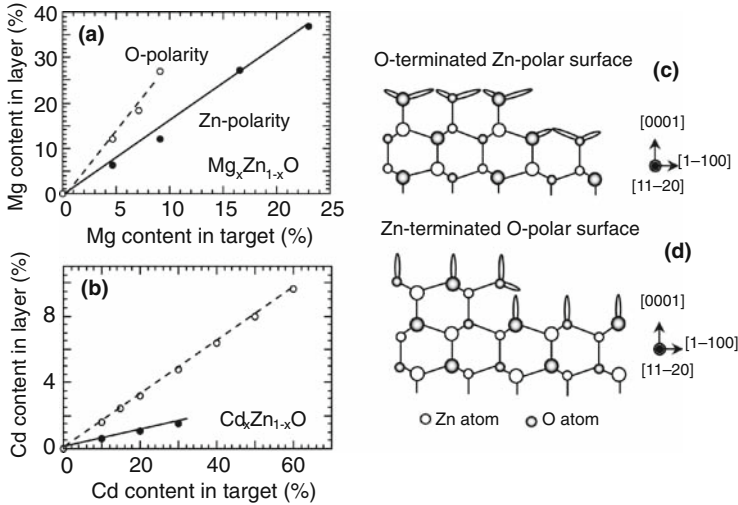 (a)
O-polarity
Zn-polarity
MgₓZn₁₋ₓO
Mg content in layer (%)
40
30
20
10
0
0
5
10
15
20
25
Mg content in target (%)
(b)
CdₓZn₁₋ₓO
Cd content in layer (%)
8
4
0
0
20
40
60
Cd content in target (%)
O-terminated Zn-polar surface
(c)
[0001]
[1–100]
[11–20]
Zn-terminated O-polar surface
(d)
[0001]
[1–100]
[11–20]
Zn atom
O atom